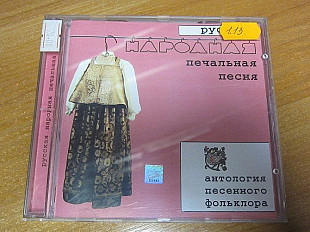 рус
народная
печальная
песня
113
антология
песенного
фольклора
русская народная печальная